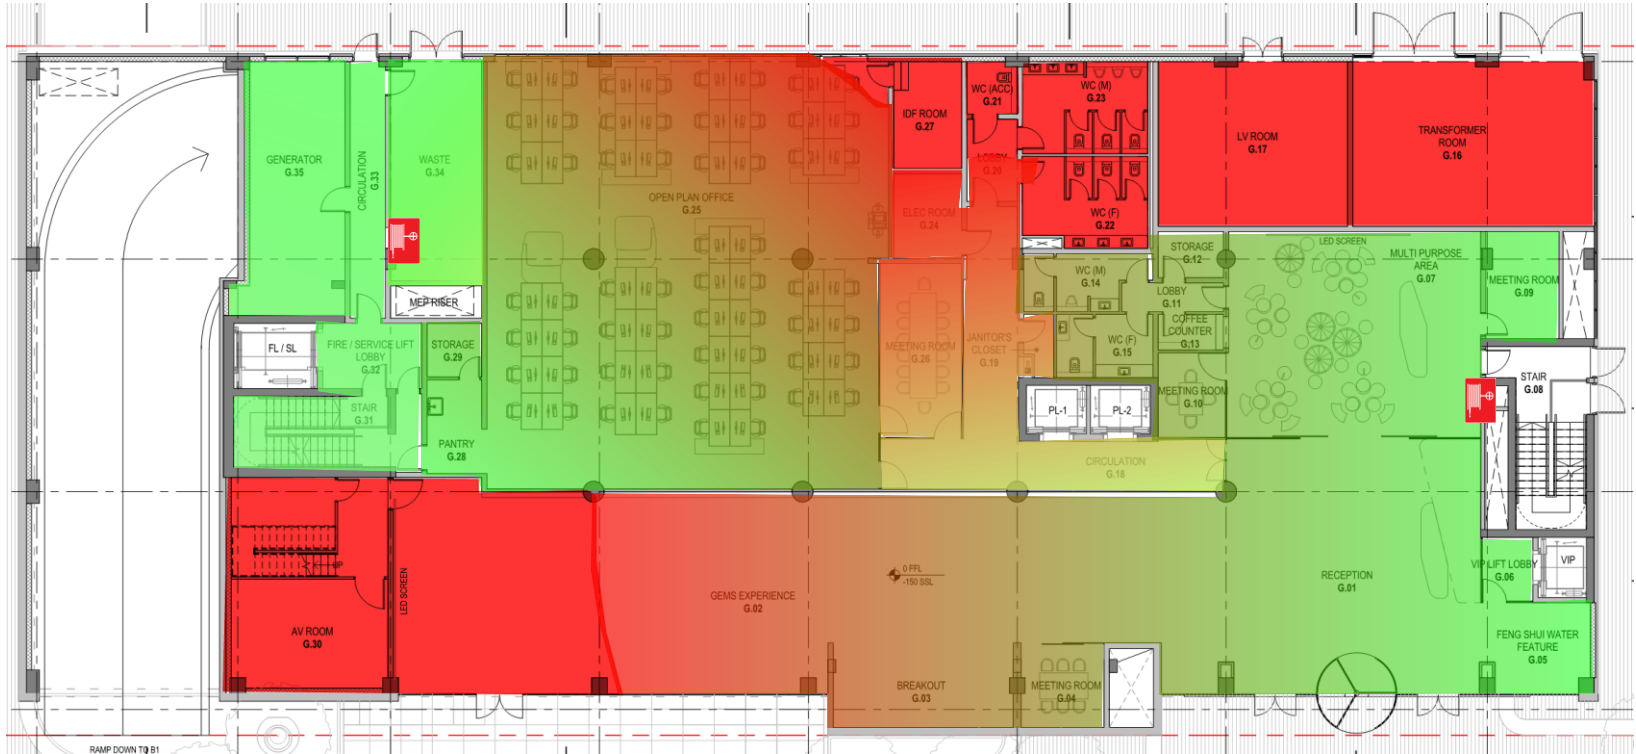 GENERATOR
G.35
CIRCULATION
G.33
WASTE
G.34
OPEN PLAN OFFICE
G.25
IDF ROOM
G.27
WC (ACC)
G.21
WC (M)
G.23
LOBBY
G.20
WC (F)
G.22
LV ROOM
G.17
TRANSFORMER
ROOM
G.16
ELEC ROOM
G.24
STORAGE
G.12
LED SCREEN
MULTI PURPOSE
AREA
G.07
MEETING ROOM
G.09
WC (M)
G.14
LOBBY
G.11
COFFEE
COUNTER
G.13
WC (F)
G.15
MEP RISER
FL / SL
FIRE / SERVICE LIFT
LOBBY
G.32
STORAGE
G.29
MEETING ROOM
G.26
JANITOR'S
CLOSET
G.19
MEETING ROOM
G.10
STAIR
G.08
PL-1
PL-2
STAIR
G.31
PANTRY
G.28
CIRCULATION
G.18
UP
LED SCREEN
AV ROOM
G.30
GEMS EXPERIENCE
G.02
0 FFL
-150 SSL
RECEPTION
G.01
VIP LIFT LOBBY
G.06
VIP
FENG SHUI WATER
FEATURE
G.05
BREAKOUT
G.03
MEETING ROOM
G.04
RAMP DOWN TO B1